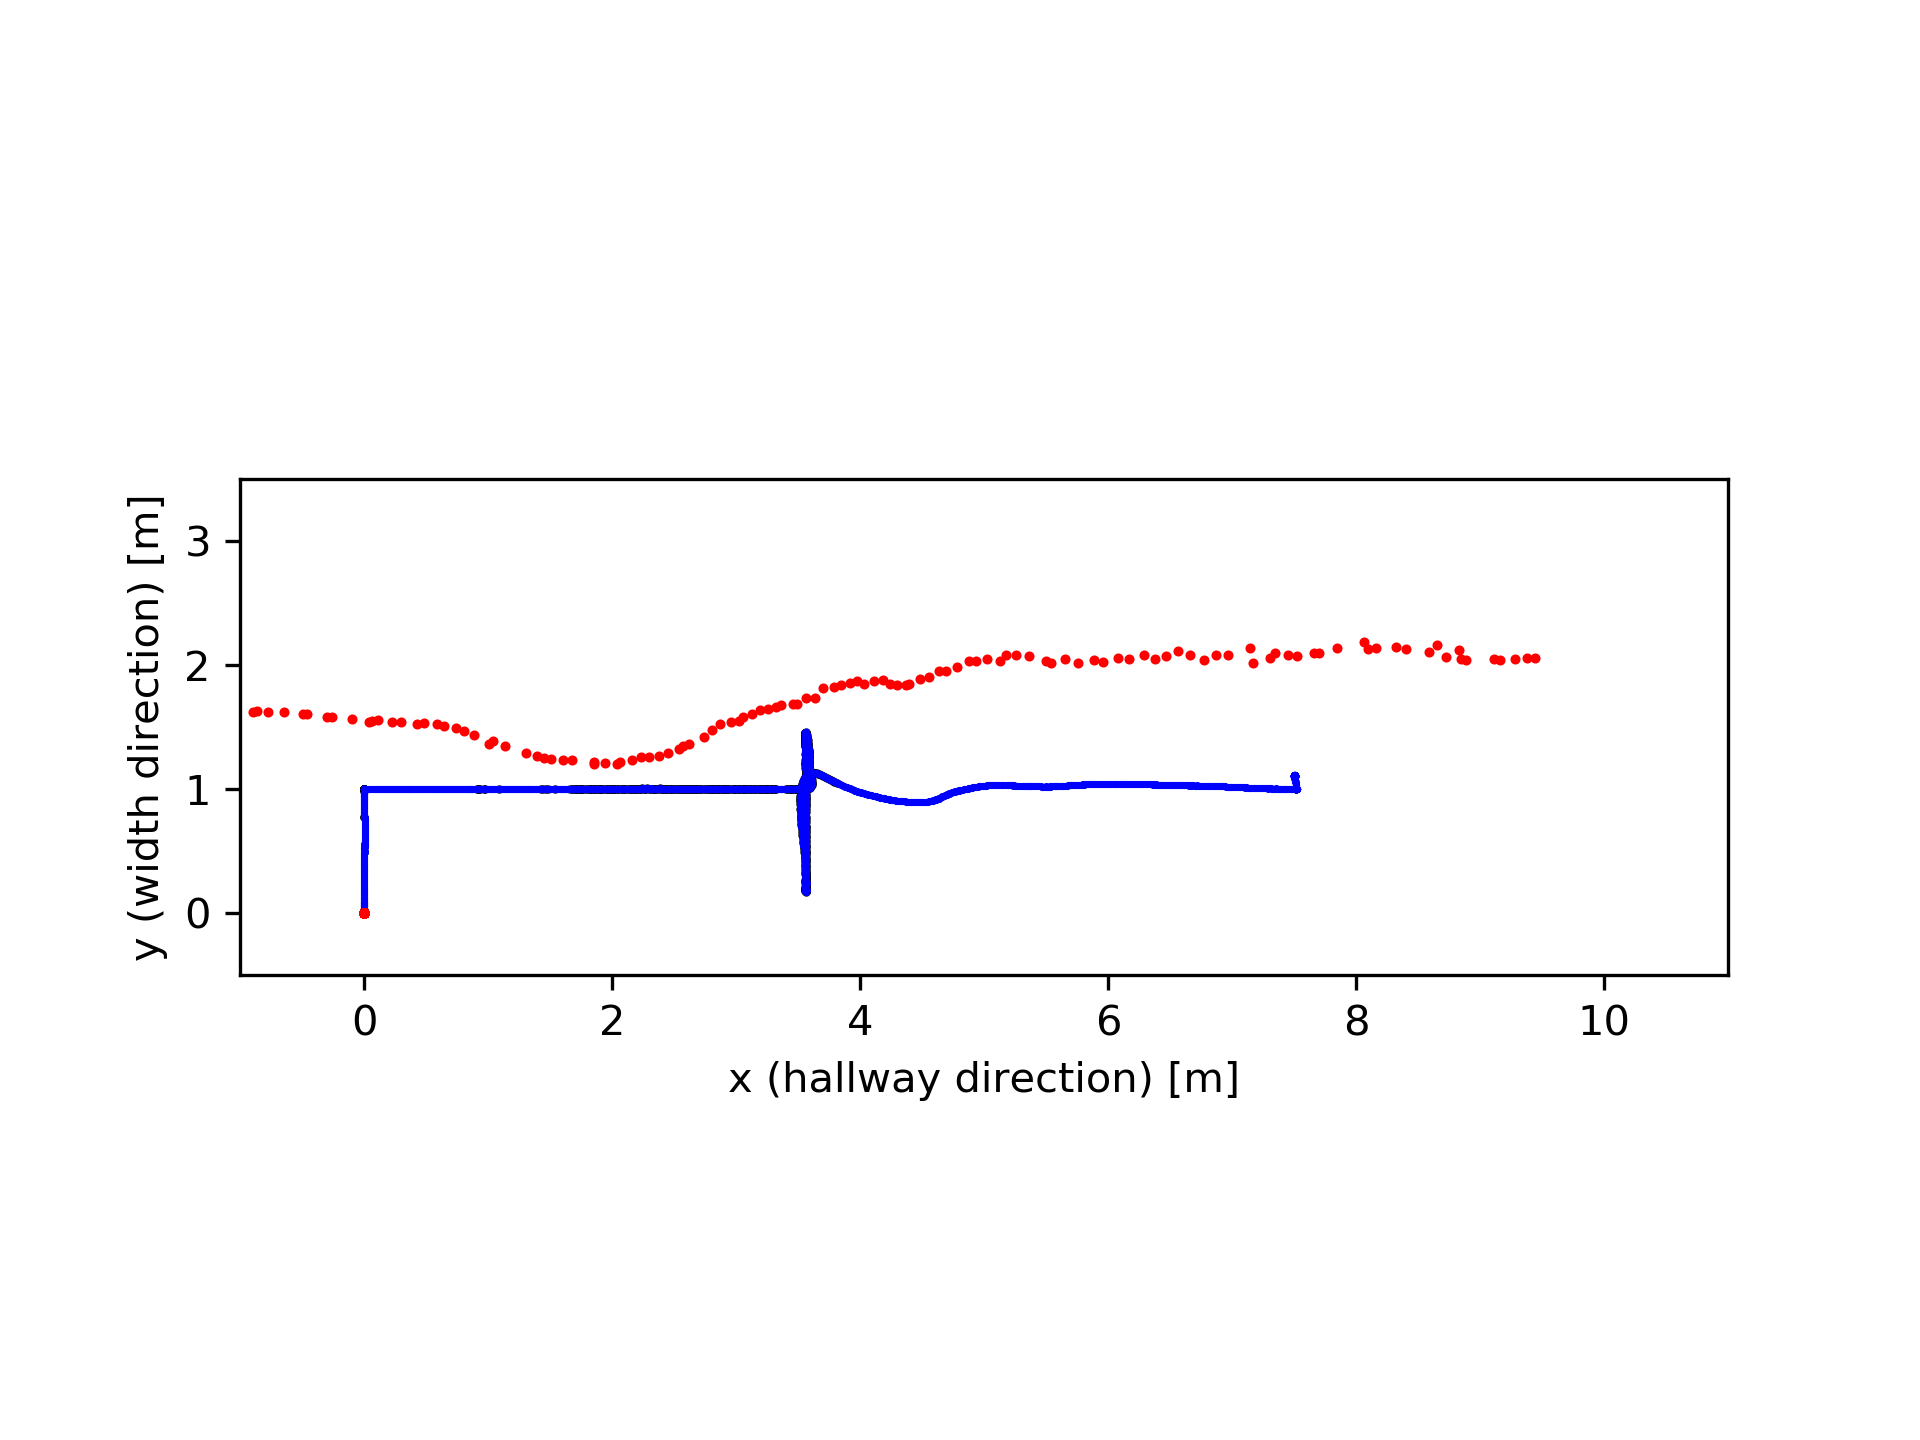 y (width direction) [m]
3
2
1
0
0 2 4 6 8 10
x (hallway direction) [m]